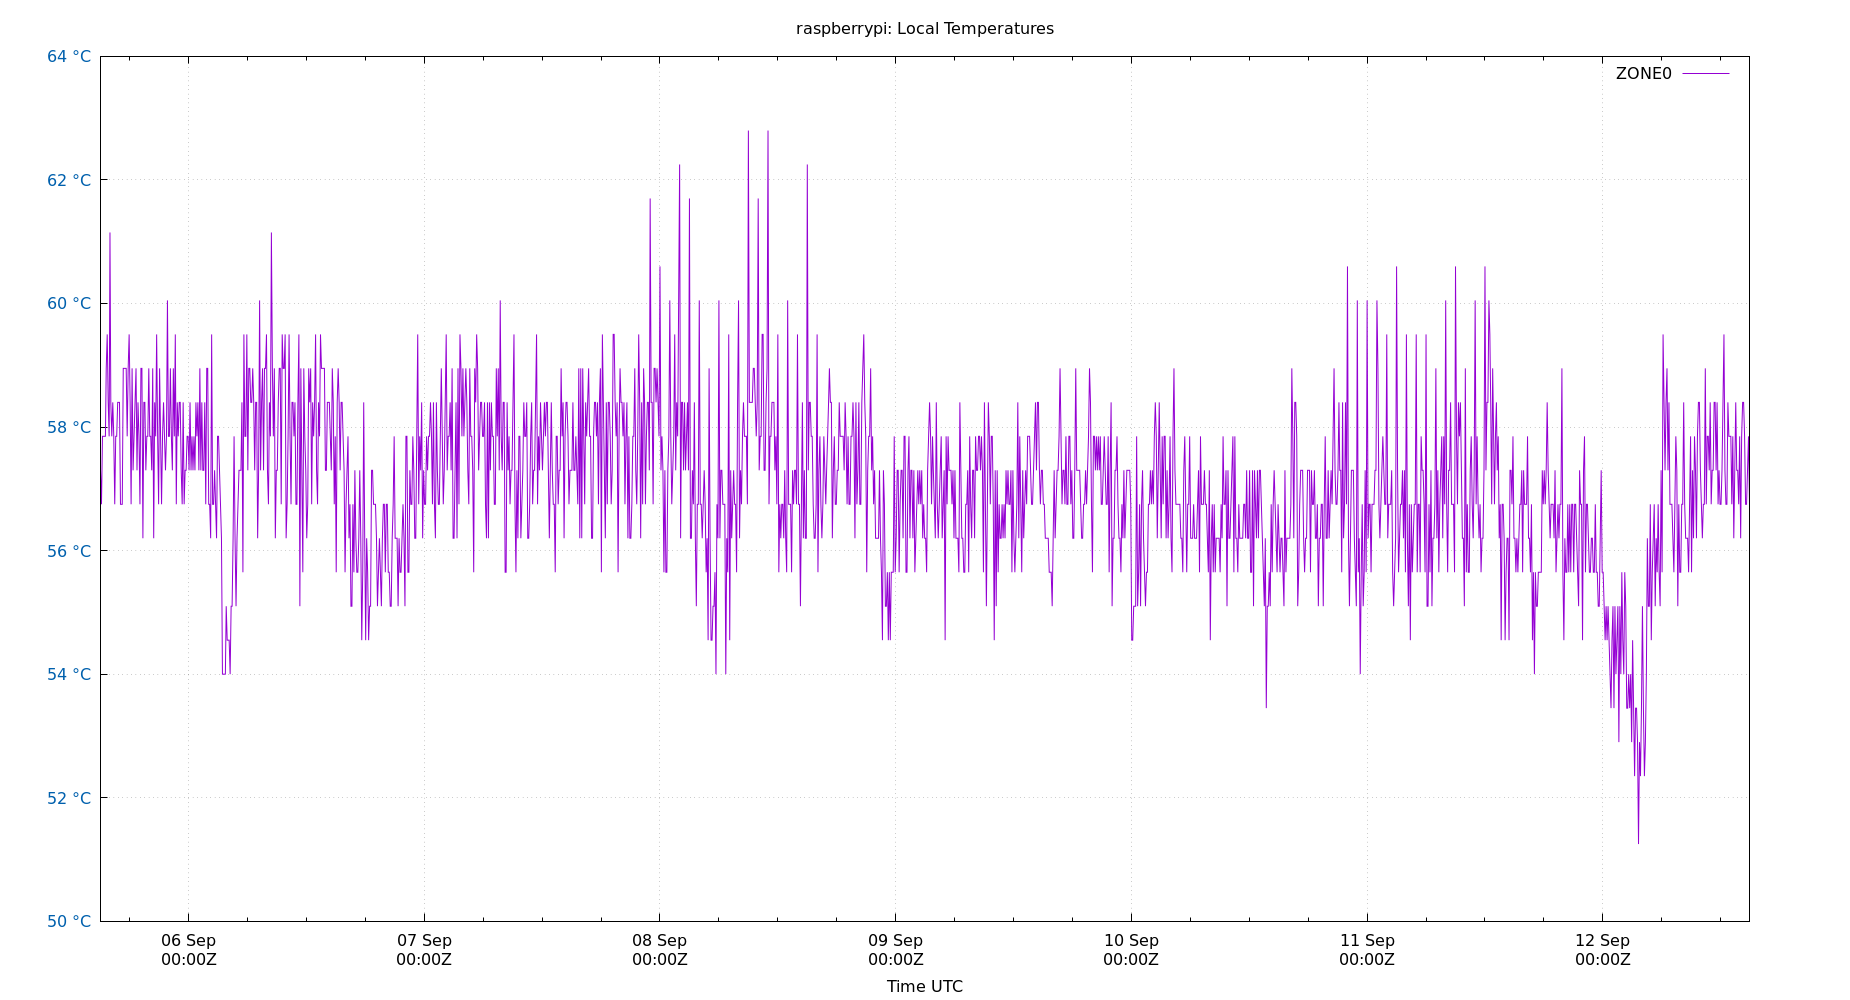 raspberrypi: Local Temperatures
ZONE0
64 °C
62 °C
60 °C
58 °C
56 °C
54 °C
52 °C
50 °C
06 Sep
00:00Z
07 Sep
00:00Z
08 Sep
00:00Z
09 Sep
00:00Z
10 Sep
00:00Z
11 Sep
00:00Z
12 Sep
00:00Z
Time UTC